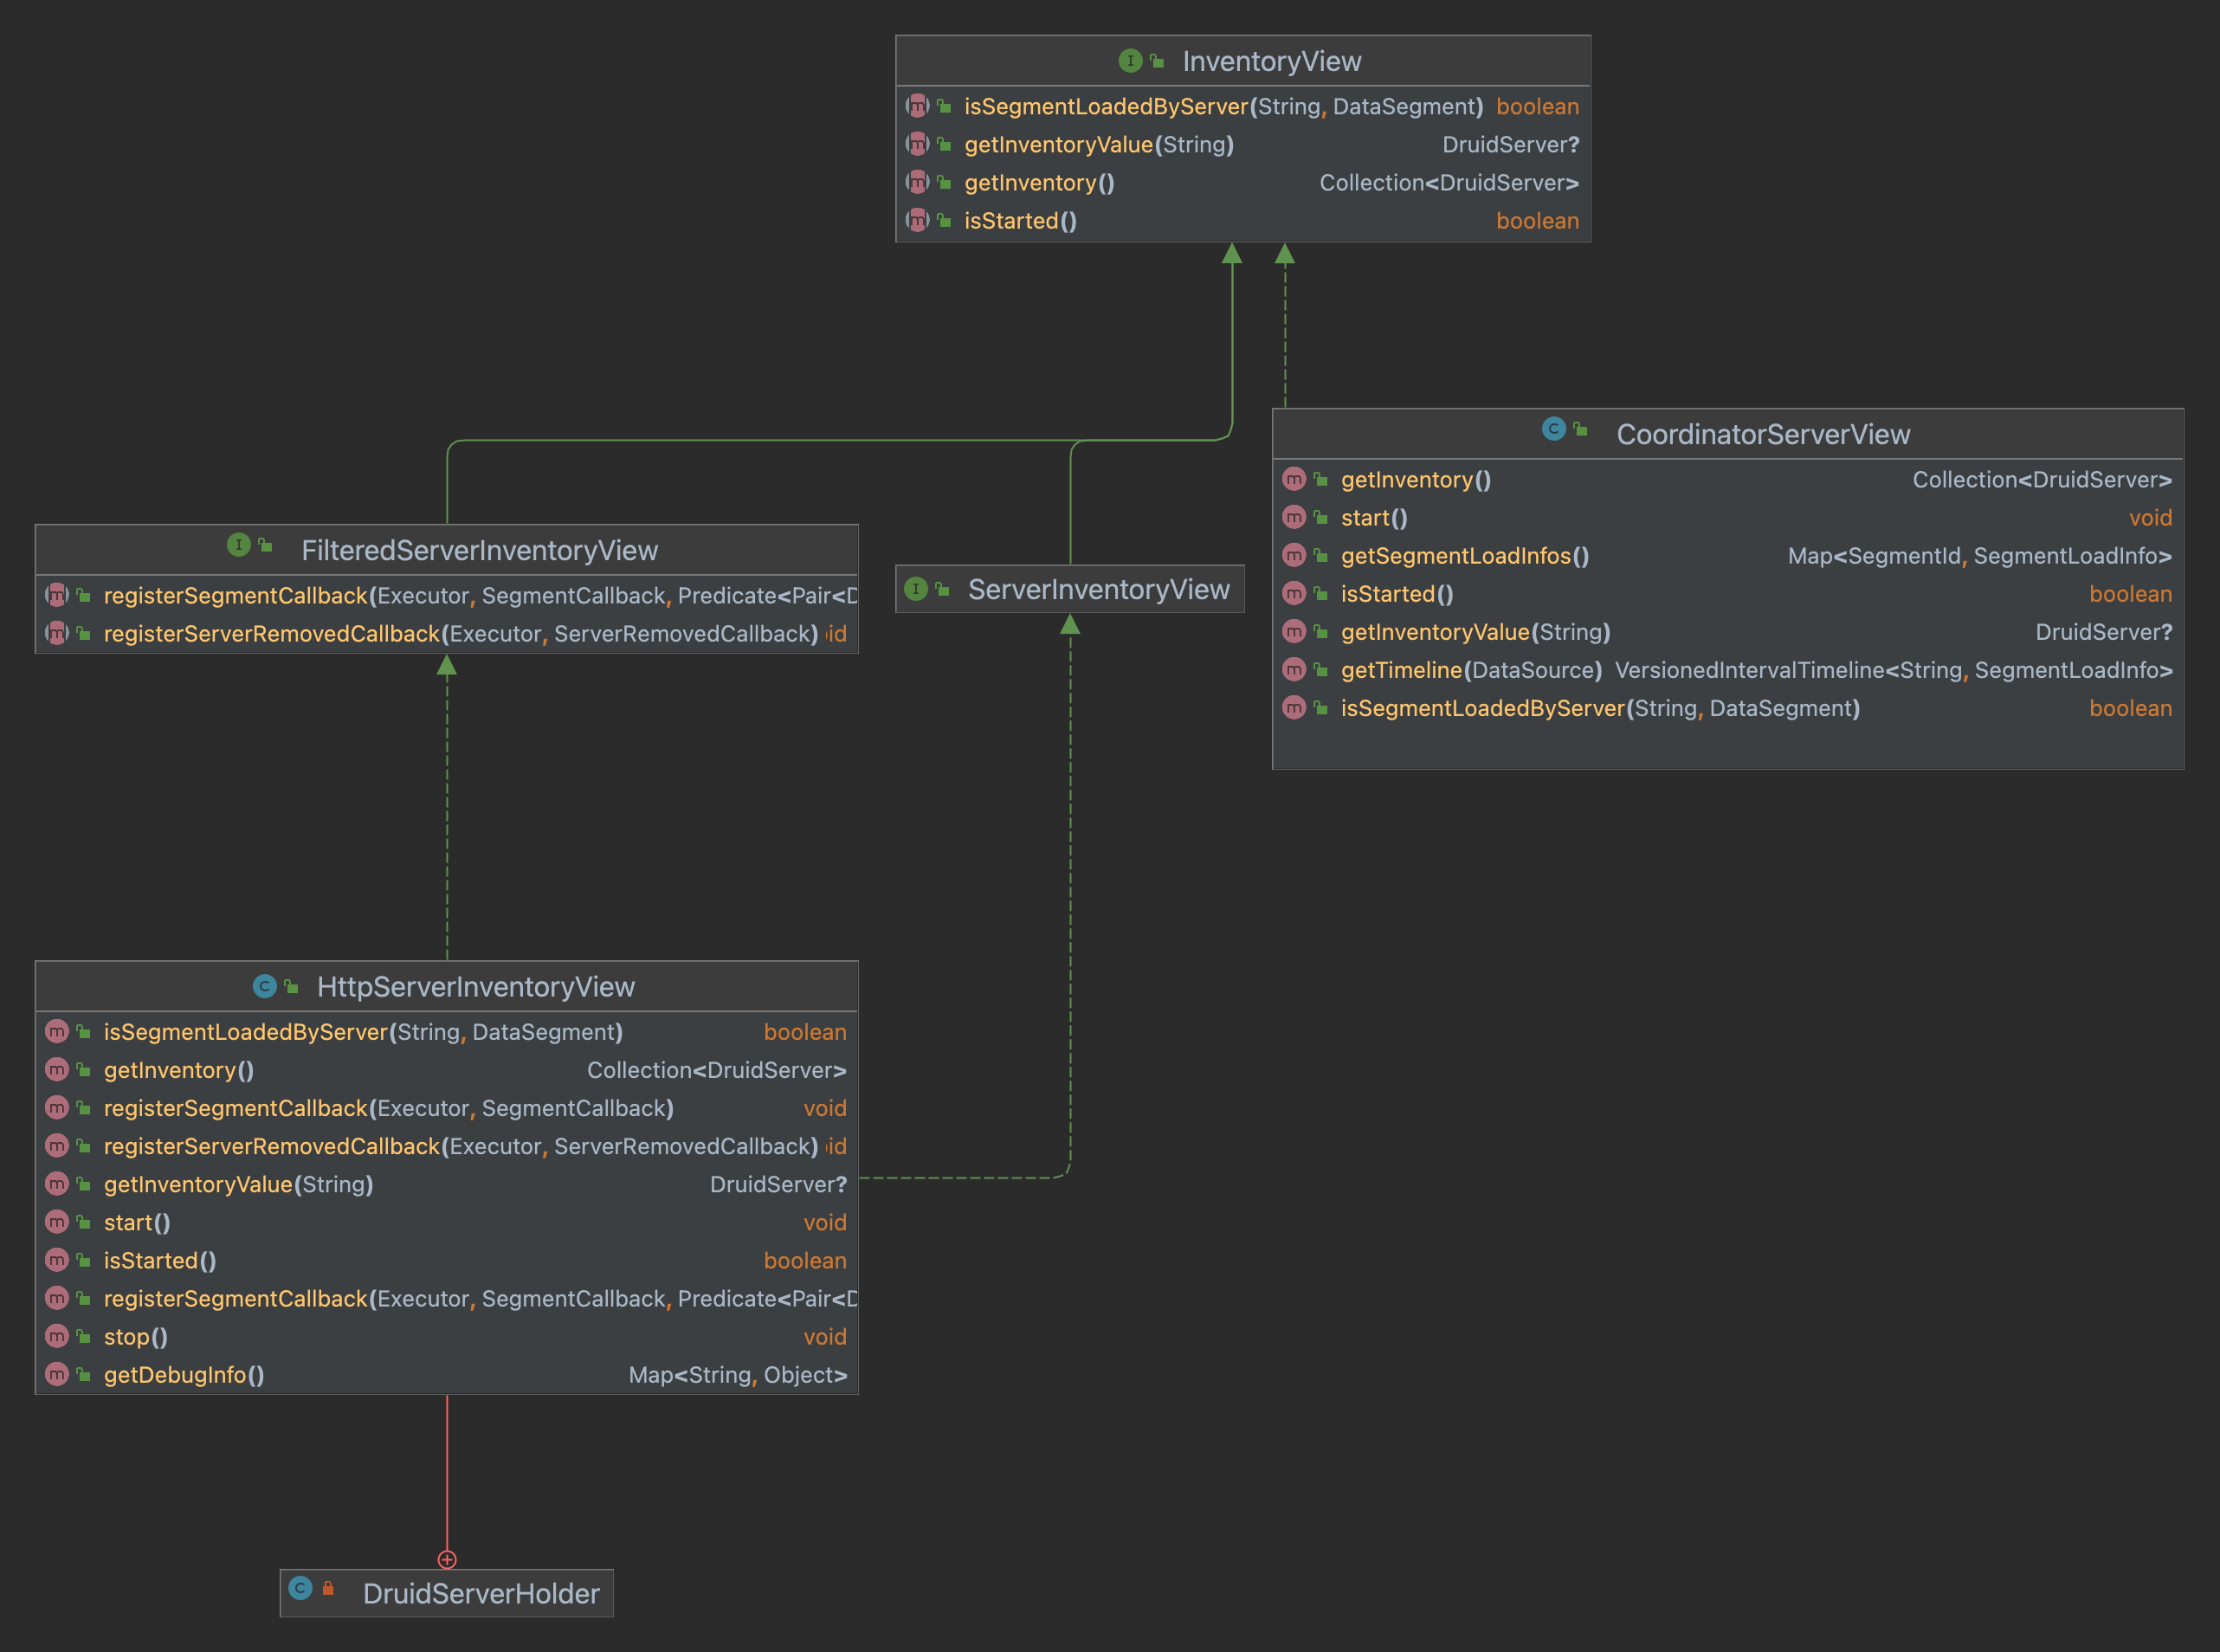 InventoryView
isSegmentLoadedByServer(String, DataSegment) boolean
getInventoryValue(String) DruidServer?
getInventory() Collection<DruidServer>
isStarted() boolean
CoordinatorServerView
getInventory() Collection<DruidServer>
start() void
getSegmentLoadInfos() Map<SegmentId, SegmentLoadInfo>
isStarted() boolean
getInventoryValue(String) DruidServer?
getTimeline(DataSource) VersionedIntervalTimeline<String, SegmentLoadInfo>
isSegmentLoadedByServer(String, DataSegment) boolean
FilteredServerInventoryView
registerSegmentCallback(Executor, SegmentCallback, Predicate<Pair<D
registerServerRemovedCallback(Executor, ServerRemovedCallback) id
ServerInventoryView
HttpServerInventoryView
isSegmentLoadedByServer(String, DataSegment) boolean
getInventory() Collection<DruidServer>
registerSegmentCallback(Executor, SegmentCallback) void
registerServerRemovedCallback(Executor, ServerRemovedCallback) id
getInventoryValue(String) DruidServer?
start() void
isStarted() boolean
registerSegmentCallback(Executor, SegmentCallback, Predicate<Pair<D
stop() void
getDebugInfo() Map<String, Object>
DruidServerHolder